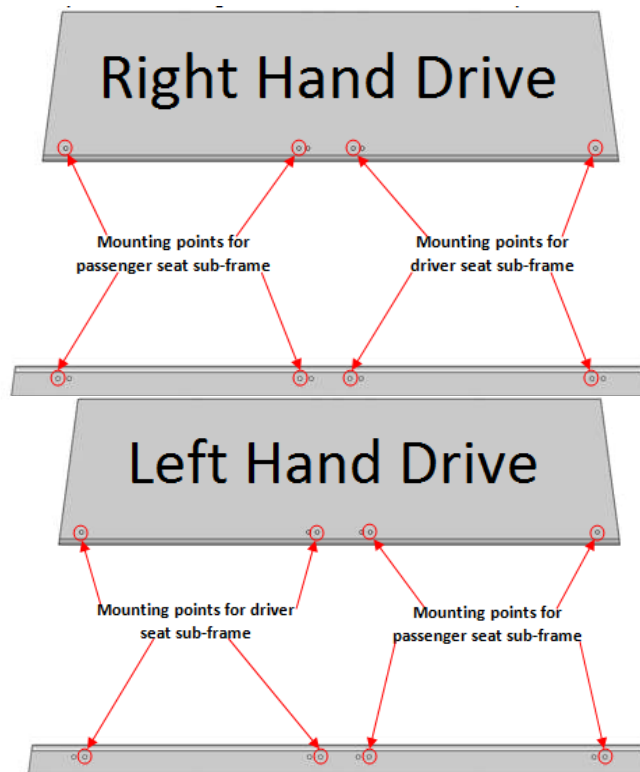 Right Hand Drive
Mounting points for
passenger seat sub-frame
Mounting points for
driver seat sub-frame
Left Hand Drive
Mounting points for driver
seat sub-frame
Mounting points for
passenger seat sub-frame